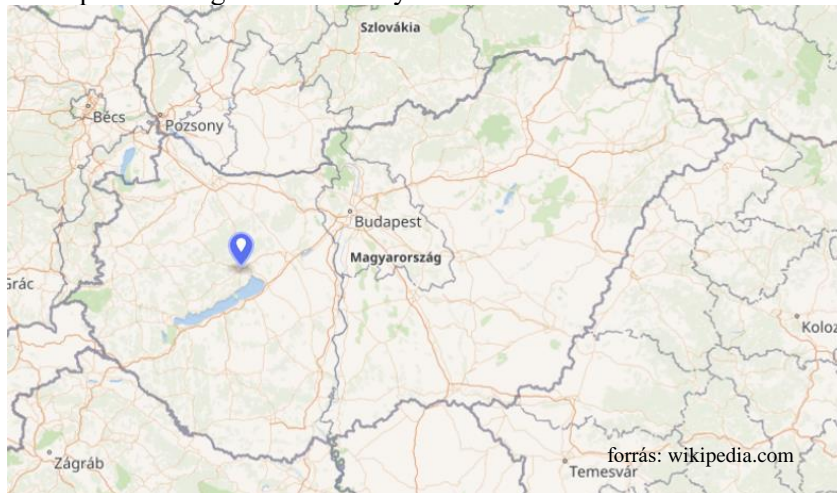 Szlovákia
Bécs
Pozsony
Budapest
Magyarország
Grác
Koloz
Zágráb
Temesvár
forrás: wikipedia.com